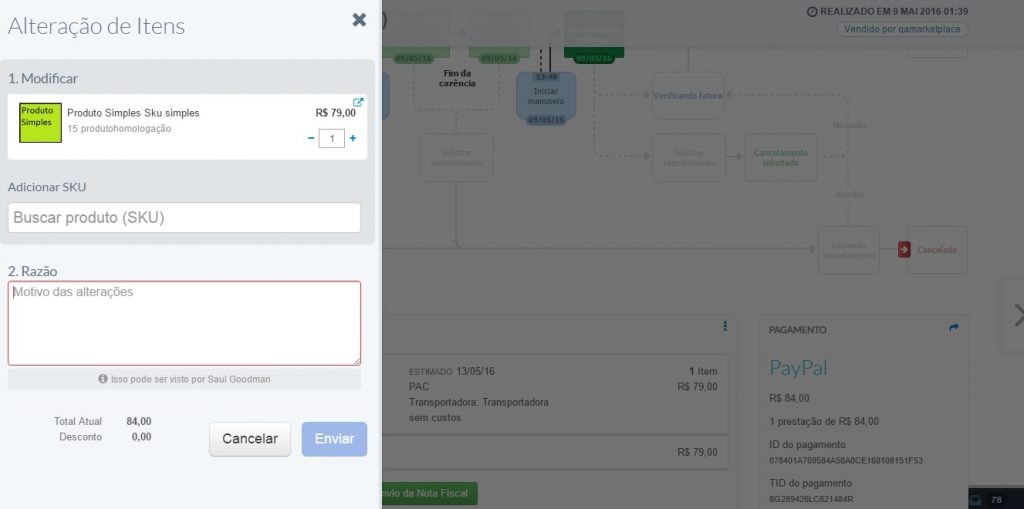 Alteração de Itens
1. Modificar
Produto Simples
Produto Simples Sku simples
R$ 79,00
15 produtohomologação
1
Adicionar SKU
Buscar produto (SKU)
2. Razão
Motivo das alterações
Isso pode ser visto por Saul Goodman
Total Atual 84,00
Desconto 0,00
Cancelar
Enviar
REALIZADO EM 9 MAI 2016 01:39
Vendido por qamarketplace
09/05/16
09/05/16
09/05/16
Fim da carência
13:48
Iniciar manuseio
09/05/16
Verificando fatura
Negado
Solicitar cancelamento
Solicitar cancelamento
Cancelamento solicitado
Aceito
Iniciando cancelamento
Cancelado
ESTIMADO 13/05/16
1 Item
PAC
R$ 79,00
Transportadora: Transportadora
sem custos
R$ 79,00
nvio da Nota Fiscal
PAGAMENTO
PayPal
R$ 84,00
1 prestação de R$ 84,00
ID do pagamento
078401A709584A58A0CE168108151F53
TID do pagamento
8G289426LC821484R
78